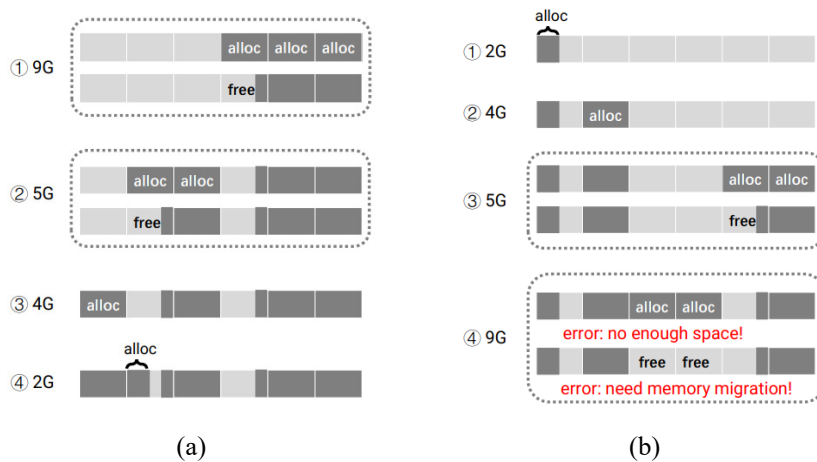 ① 9G
alloc alloc alloc
free
② 5G
alloc alloc
free
③ 4G
alloc
④ 2G
alloc
(a)
alloc
① 2G
② 4G
alloc
③ 5G
alloc alloc
free
④ 9G
alloc alloc
error: no enough space!
free free
error: need memory migration!
(b)